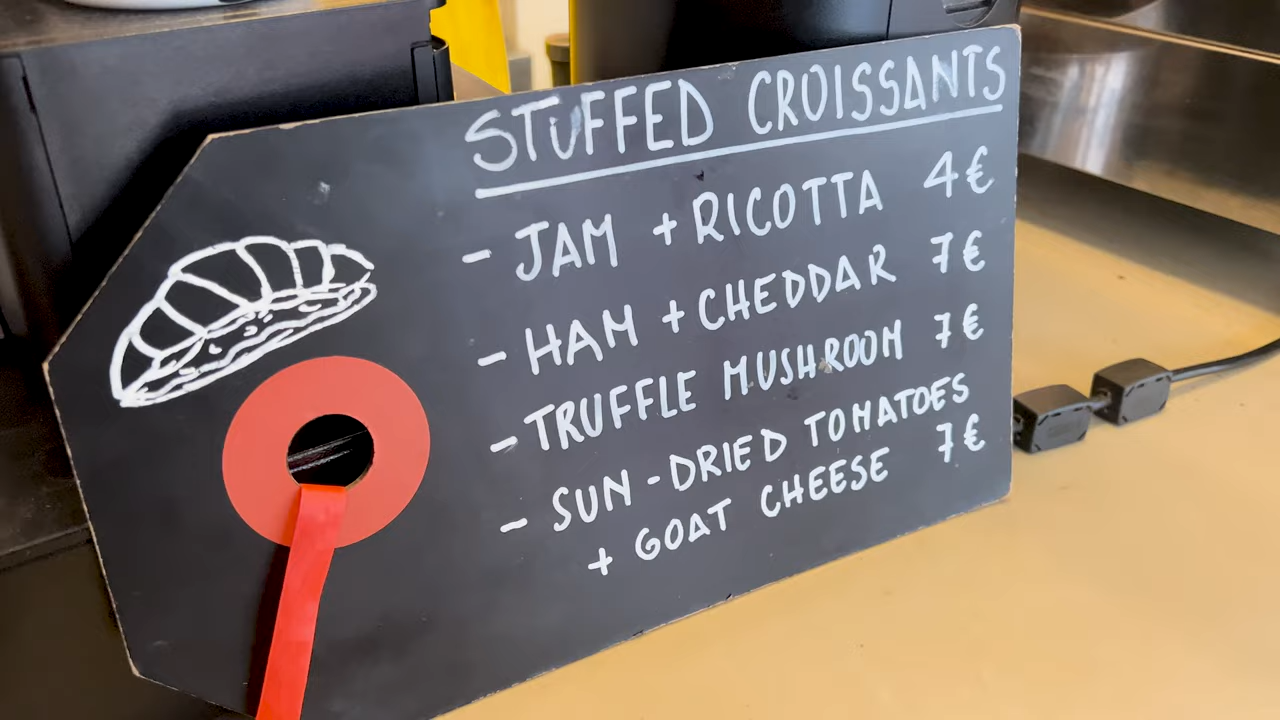 STUFFED CROISSANTS
- JAM + RICOTTA 4€
- HAM + CHEDDAR 7€
- TRUFFLE MUSHROOM 7€
- SUN-DRIED TOMATOES
+ GOAT CHEESE 7€